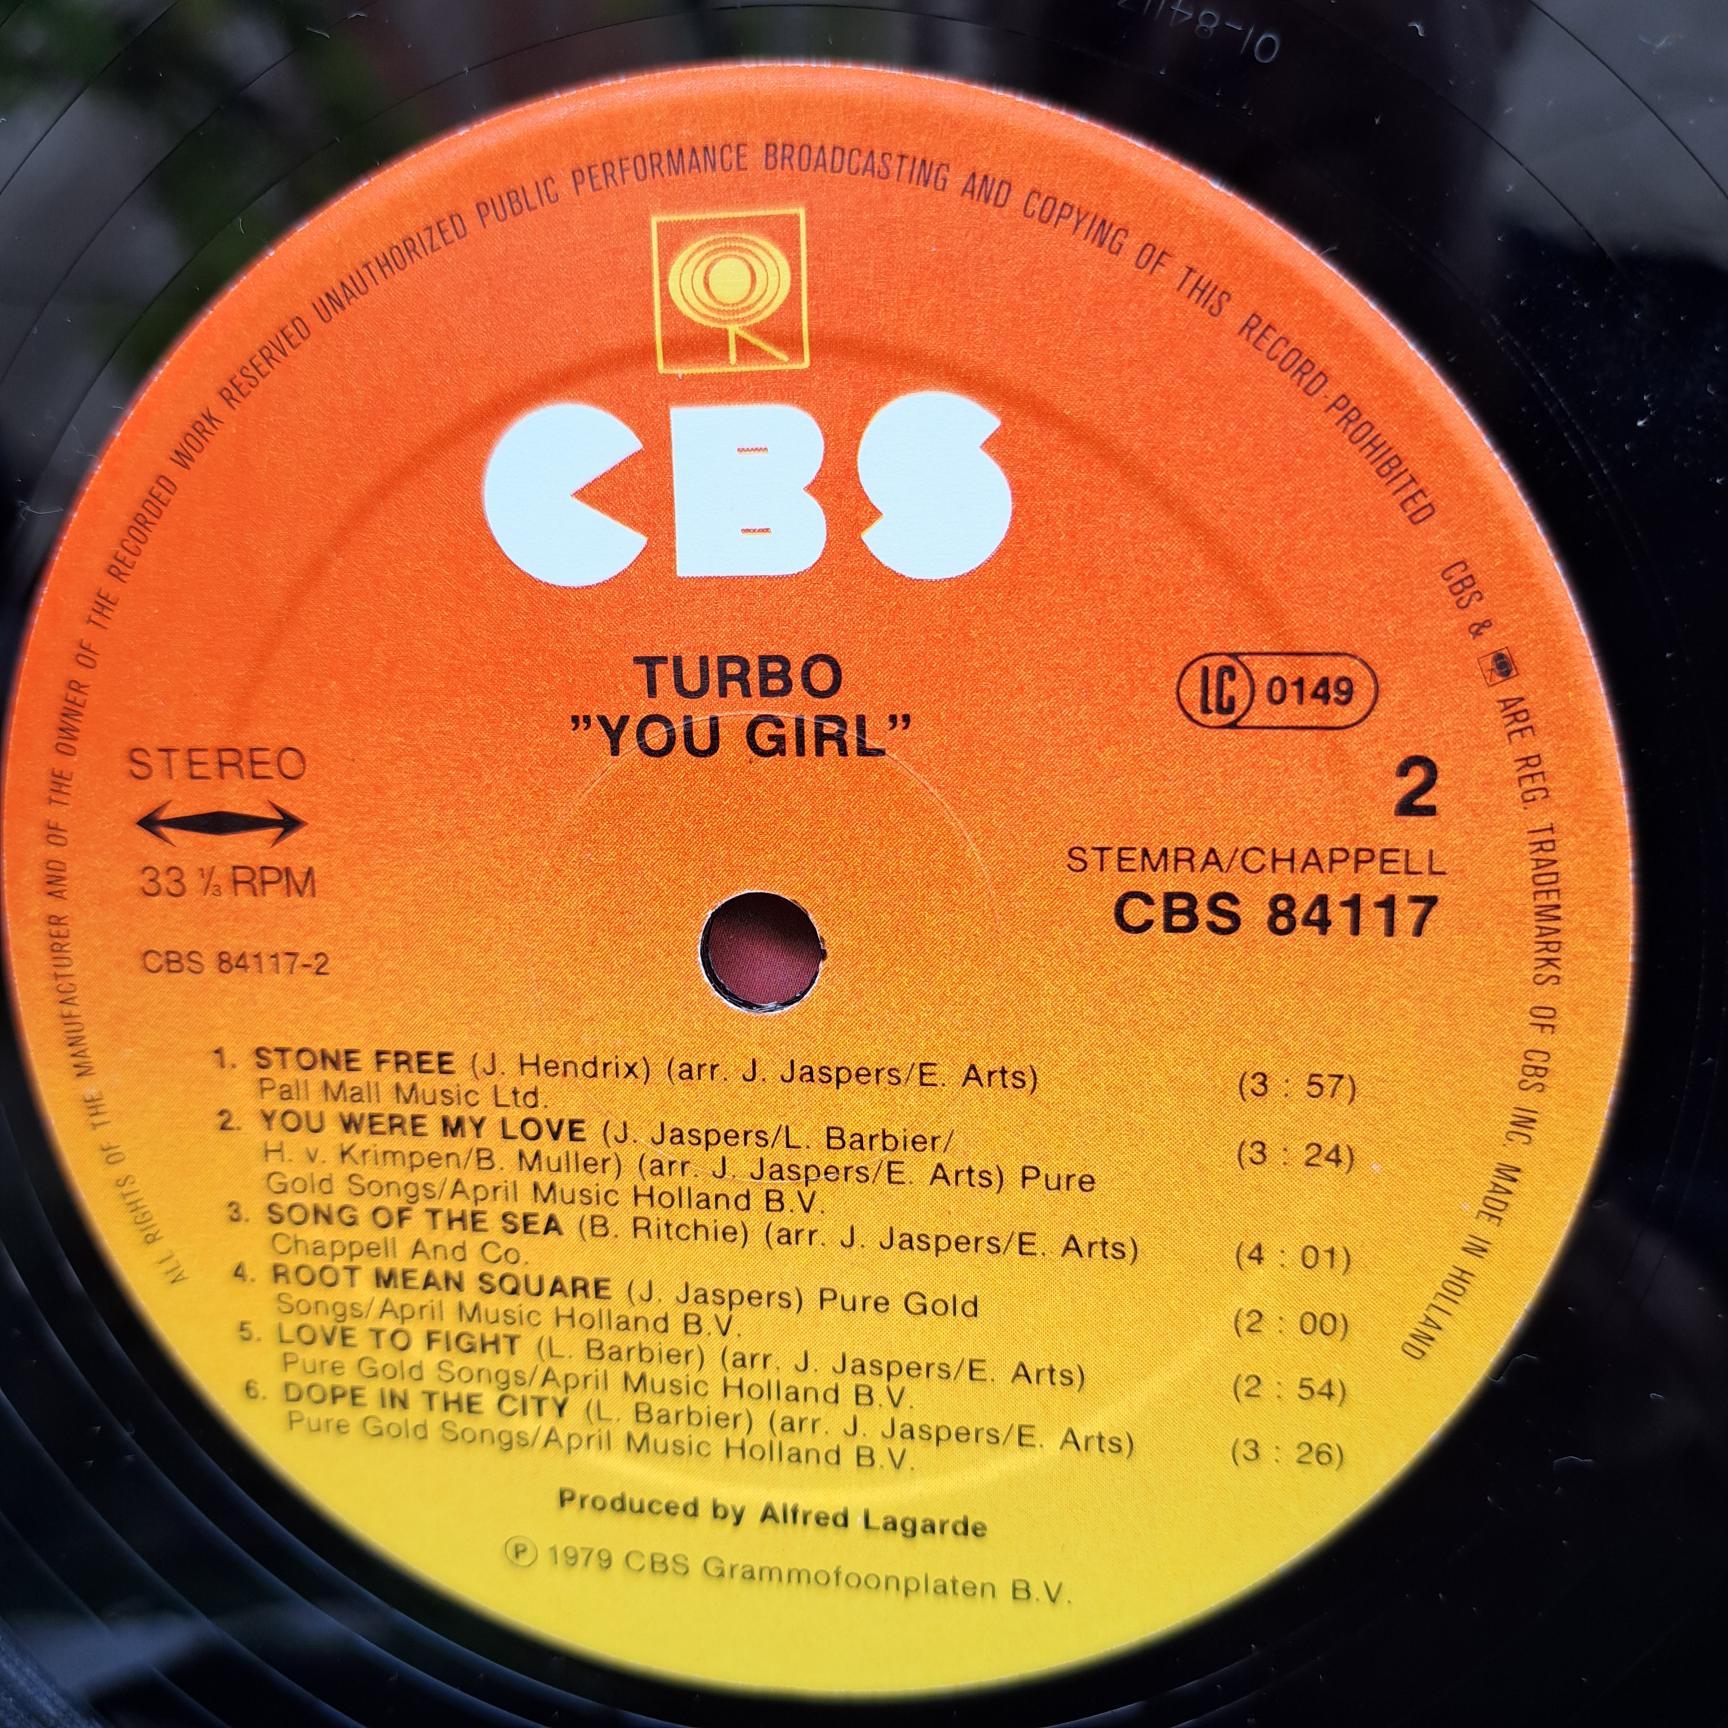 ALL RIGHTS OF THE MANUFACTURER AND OF THE OWNER OF THE RECORDED WORK RESERVED UNAUTHORIZED PUBLIC PERFORMANCE BROADCASTING AND COPYING OF THIS RECORD PROHIBITED CBS & ARE REG. TRADEMARKS OF CBS INC. MADE IN HOLLAND
CBS
TURBO
"YOU GIRL"
LC 0149
STEREO
33 ⅓ RPM
CBS 84117-2
2
STEMRA/CHAPPELL
CBS 84117
1. STONE FREE (J. Hendrix) (arr. J. Jaspers/E. Arts) (3 : 57)
Pall Mall Music Ltd.
2. YOU WERE MY LOVE (J. Jaspers/L. Barbier/
H. v. Krimpen/B. Muller) (arr. J. Jaspers/E. Arts) Pure (3 : 24)
Gold Songs/April Music Holland B.V.
3. SONG OF THE SEA (B. Ritchie) (arr. J. Jaspers/E. Arts) (4 : 01)
Chappell And Co.
4. ROOT MEAN SQUARE (J. Jaspers) Pure Gold
Songs/April Music Holland B.V. (2 : 00)
5. LOVE TO FIGHT (L. Barbier) (arr. J. Jaspers/E. Arts)
Pure Gold Songs/April Music Holland B.V. (2 : 54)
6. DOPE IN THE CITY (L. Barbier) (arr. J. Jaspers/E. Arts) (3 : 26)
Pure Gold Songs/April Music Holland B.V.
Produced by Alfred Lagarde
Ⓟ 1979 CBS Grammofoonplaten B.V.